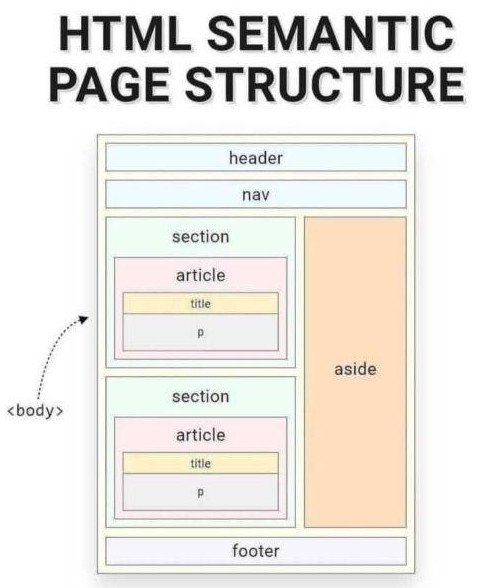 HTML SEMANTIC
PAGE STRUCTURE
header
nav
section
article
title
p
section
article
title
p
aside
<body>
footer